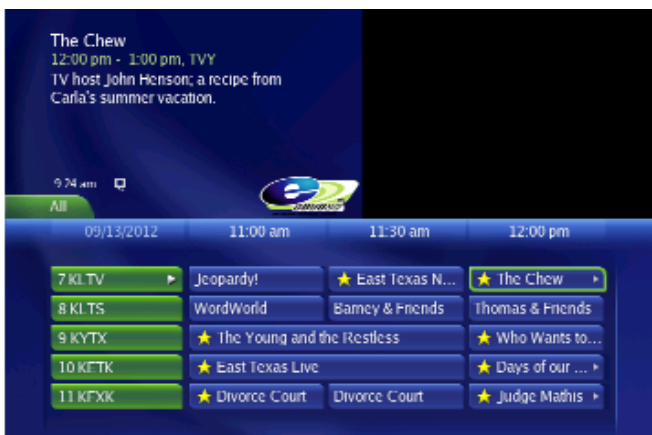 The Chew
12:00 pm - 1:00 pm, TVY
TV host John Henson; a recipe from
Carla's summer vacation.
9:24 am
All
09/13/2012 11:00 am 11:30 am 12:00 pm
7 KLTV Jeopardy! East Texas N... The Chew
8 KLTS WordWorld Barney & Friends Thomas & Friends
9 KYTX The Young and the Restless Who Wants to...
10 KETK East Texas Live Days of our ...
11 KFXK Divorce Court Divorce Court Judge Mathis